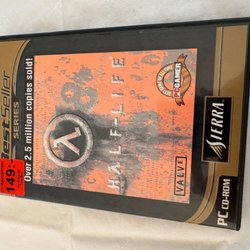 BestSeller
SERIES
Over 2.5 million copies sold!
149:-
HALF-LIFE
PC GAMER
VALVE
SIERRA
PC CD-ROM